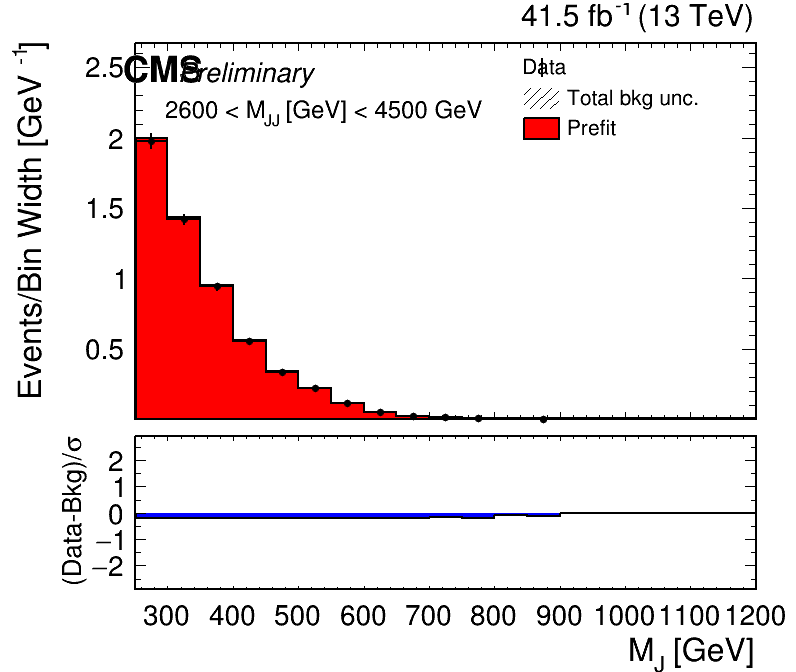 41.5 fb⁻¹ (13 TeV)
CMS Preliminary
2600 < M_JJ [GeV] < 4500 GeV
Data
Total bkg unc.
Prefit
Events/Bin Width [GeV⁻¹]
2.5
2
1.5
1
0.5
(Data-Bkg)/σ
2
1
0
−1
−2
300 400 500 600 700 800 900 1000 1100 1200
M_J [GeV]